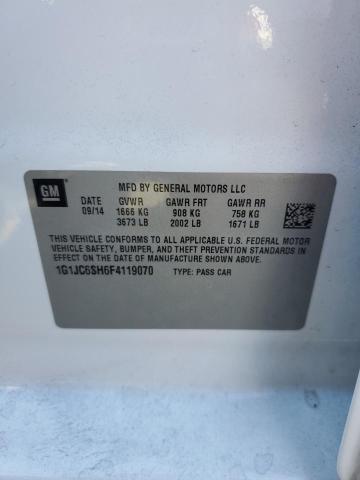 GM
MFD BY GENERAL MOTORS LLC
DATE GVWR GAWR FRT GAWR RR
09/14 1666 KG 908 KG 758 KG
3673 LB 2002 LB 1671 LB
THIS VEHICLE CONFORMS TO ALL APPLICABLE U.S. FEDERAL MOTOR
VEHICLE SAFETY, BUMPER, AND THEFT PREVENTION STANDARDS
IN EFFECT ON THE DATE OF MANUFACTURE SHOWN ABOVE.
1G1JC6SH6F4119070 TYPE: PASS CAR